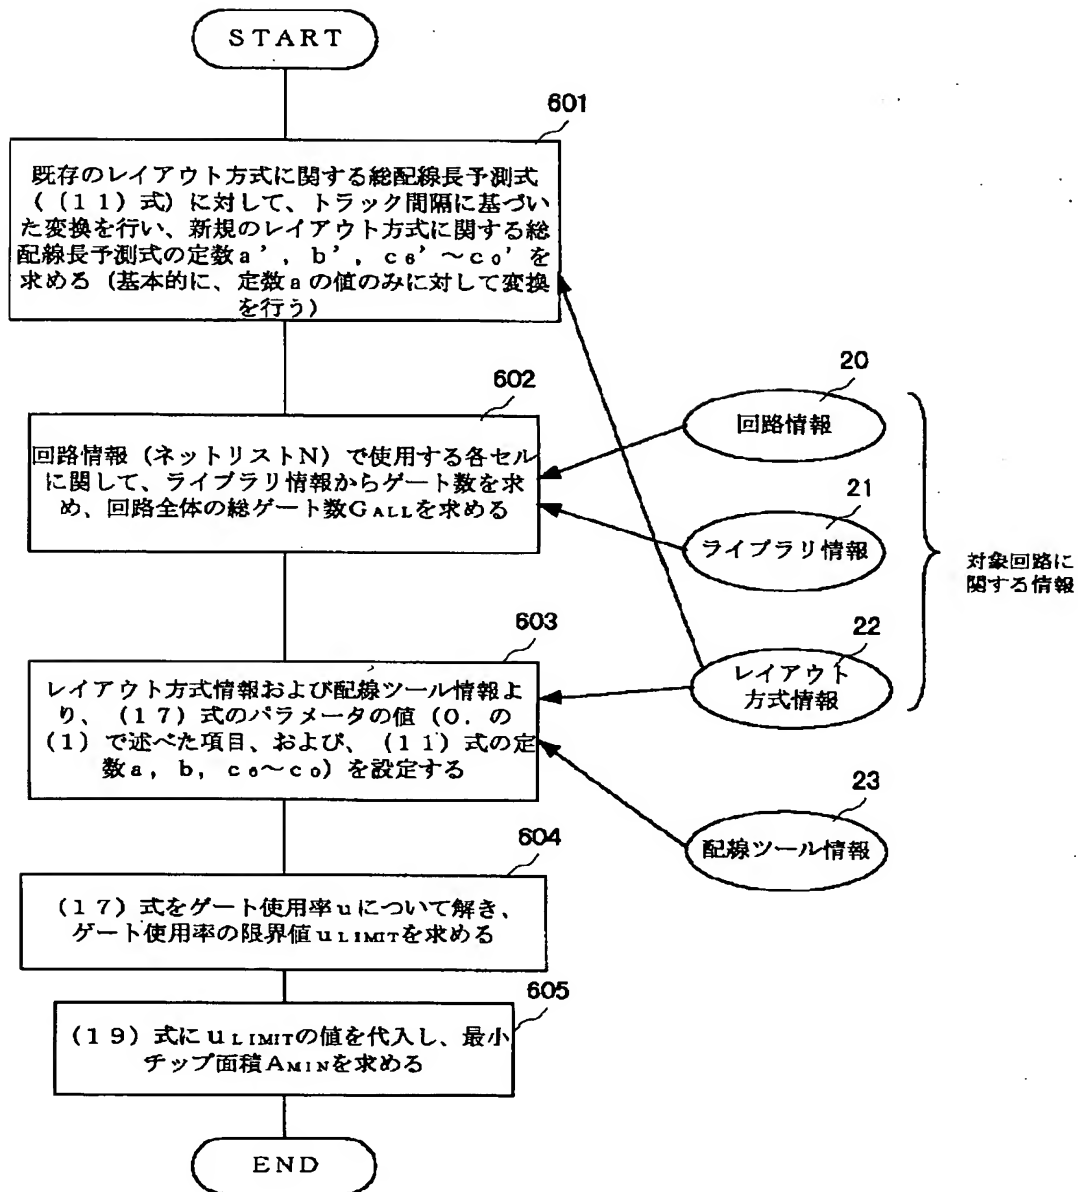 START
601
既存のレイアウト方式に関する総配線長予測式
((11)式)に対して、トラック間隔に基づい
た変換を行い、新規のレイアウト方式に関する総
配線長予測式の定数a’, b’, c6’~c0’を
求める(基本的に、定数aの値のみに対して変換
を行う)
602
回路情報(ネットリストN)で使用する各セル
に関して、ライブラリ情報からゲート数を求
め、回路全体の総ゲート数GALLを求める
20
回路情報
21
ライブラリ情報
対象回路に
関する情報
22
レイアウト
方式情報
603
レイアウト方式情報および配線ツール情報よ
り、(17)式のパラメータの値(0.の
(1)で述べた項目、および、(11)式の定
数a, b, c6~c0)を設定する
23
配線ツール情報
604
(17)式をゲート使用率uについて解き、
ゲート使用率の限界値uLIMITを求める
605
(19)式にuLIMITの値を代入し、最小
チップ面積AMINを求める
END